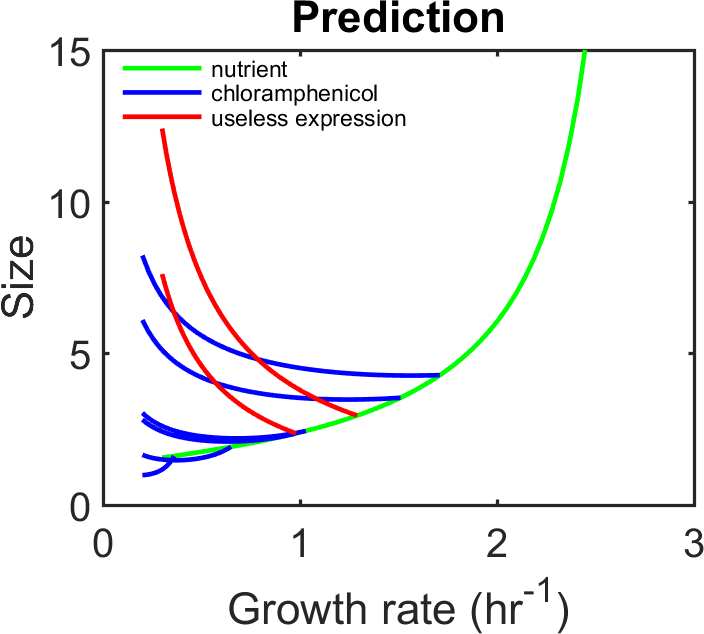 Prediction
15
nutrient
chloramphenicol
useless expression
10
Size
5
0
0 1 2 3
Growth rate (hr⁻¹)